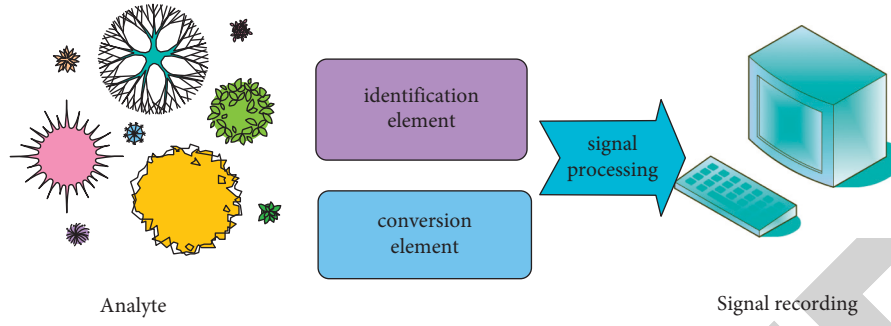 identification
element
conversion
element
signal
processing
Analyte
Signal recording